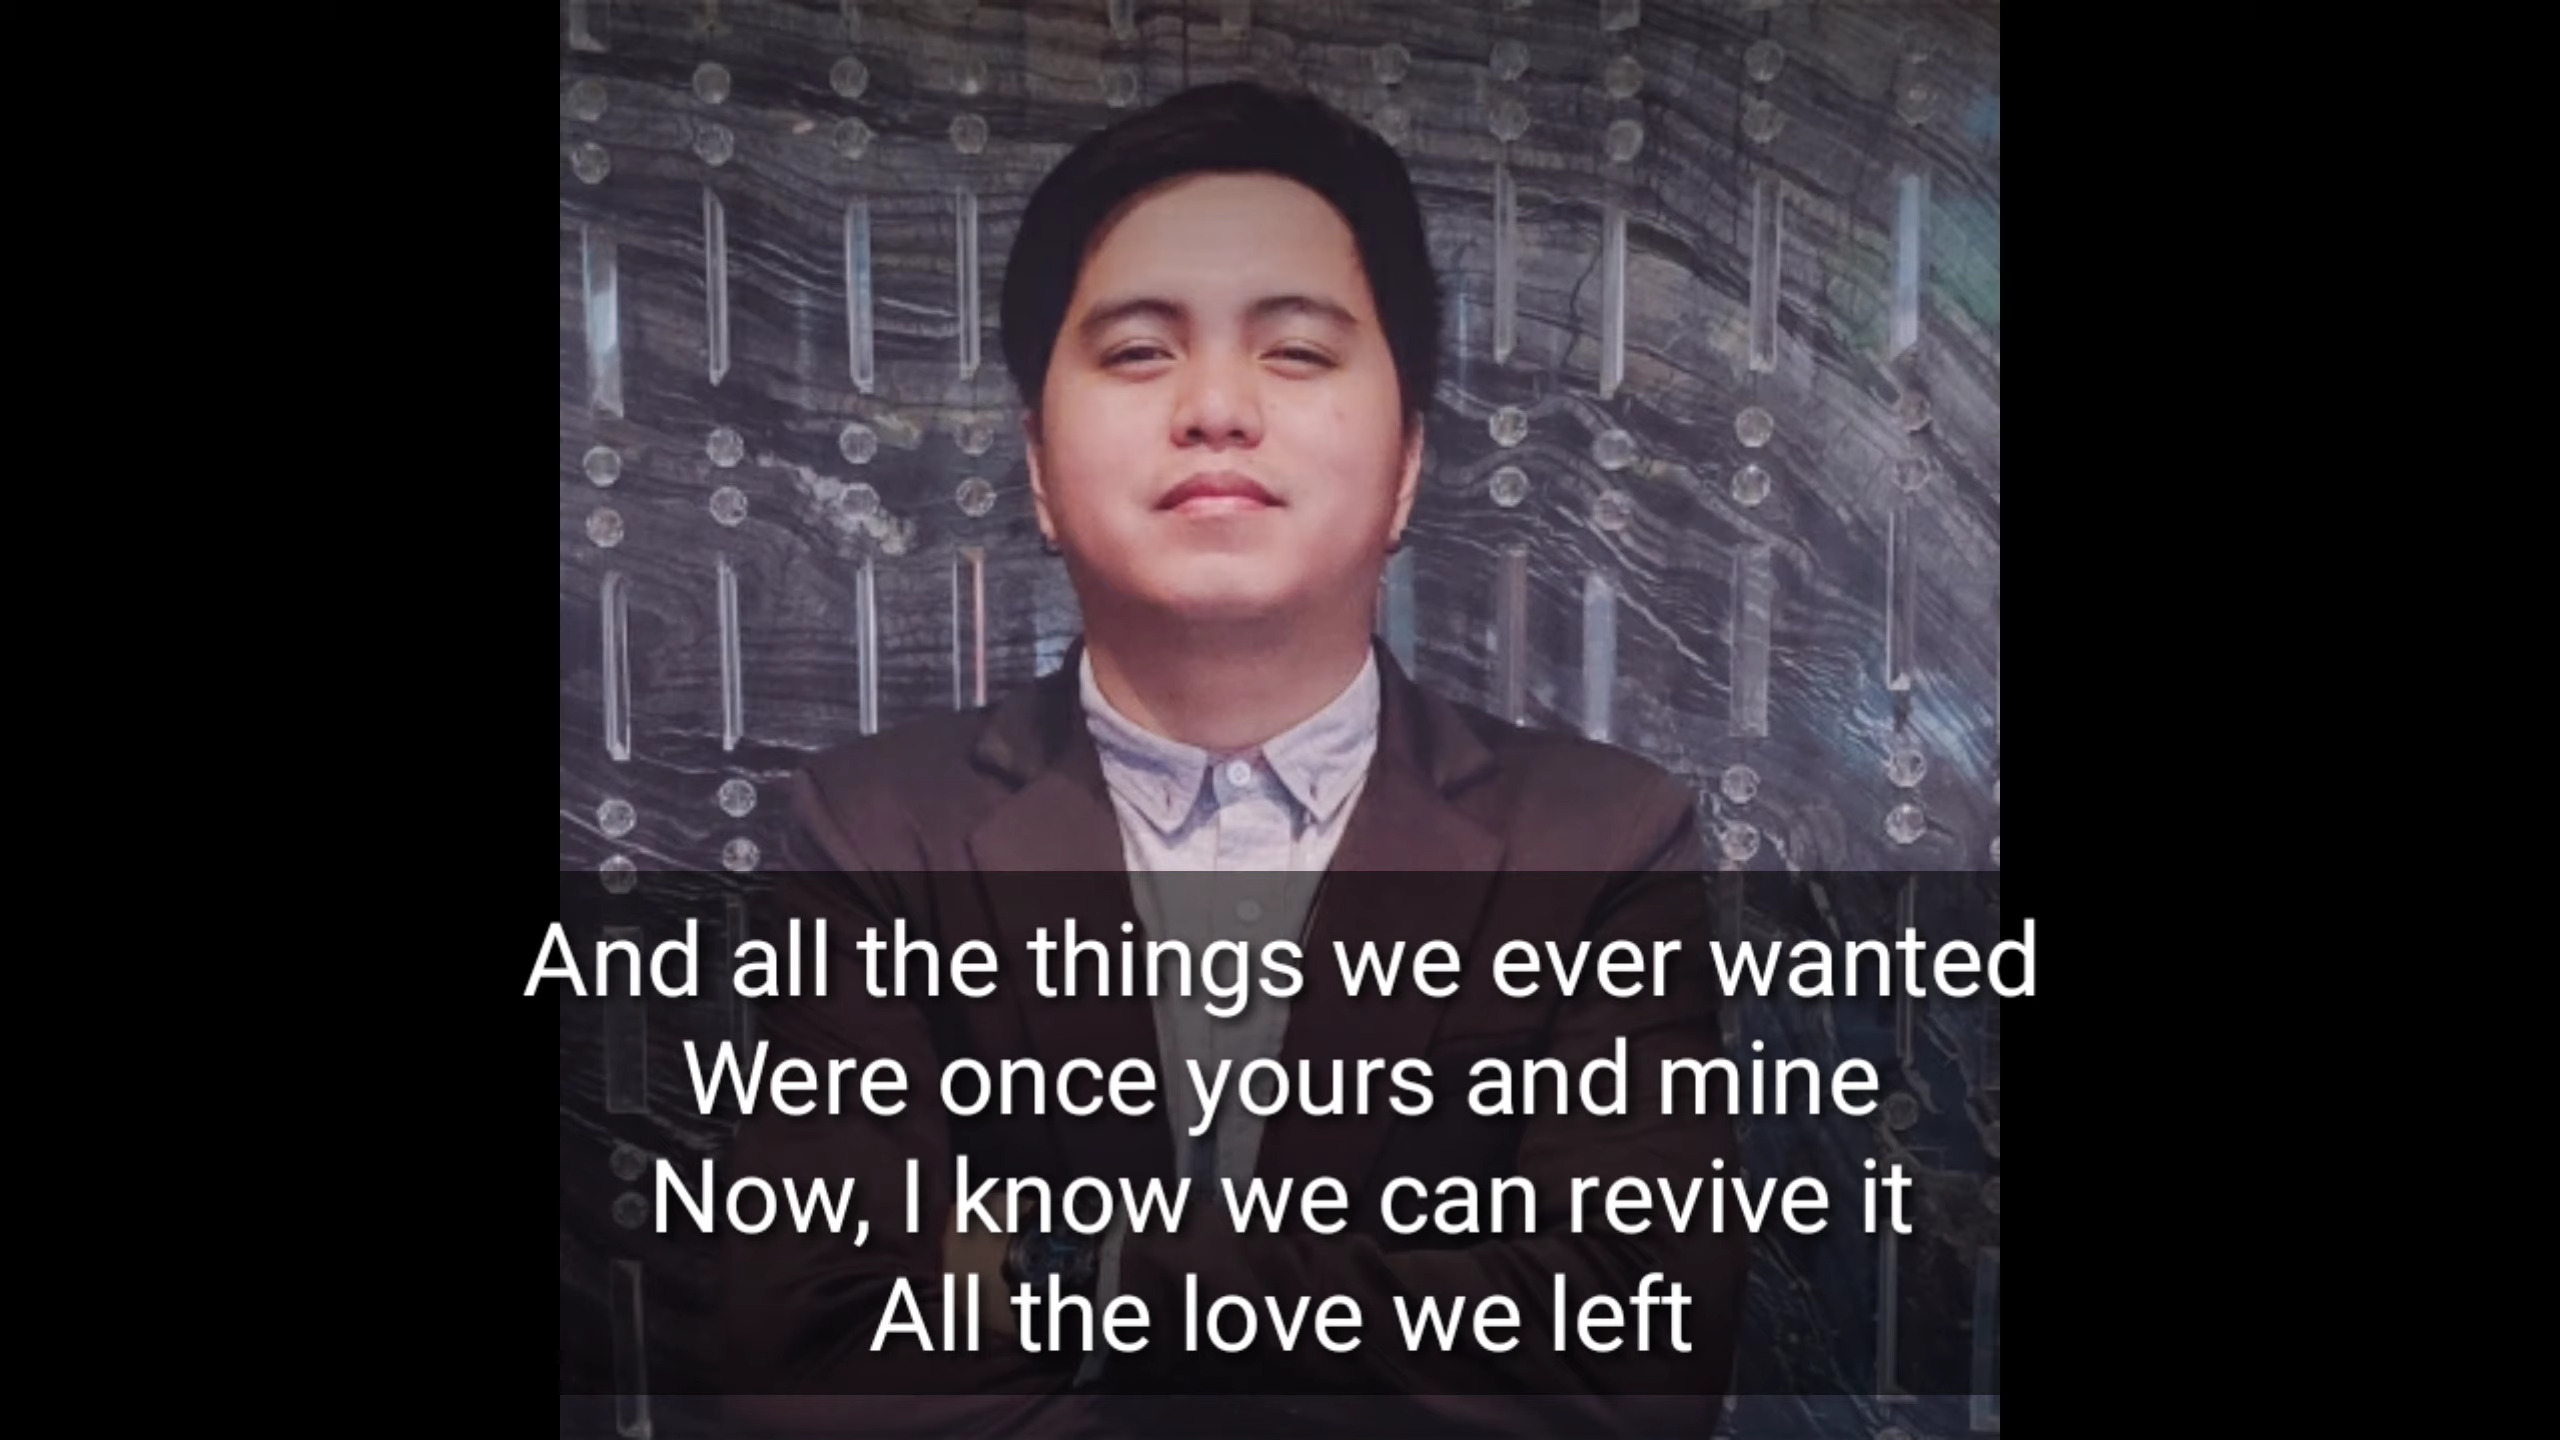 And all the things we ever wanted
Were once yours and mine
Now, I know we can revive it
All the love we left